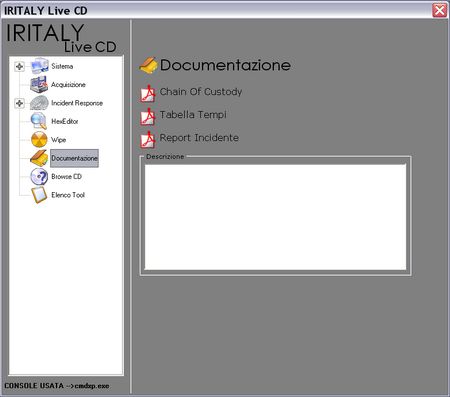 IRITALY Live CD
IRITALY
Live CD
Sistema
Acquisizione
Incident Response
HexEditor
Wipe
Documentazione
Browse CD
Elenco Tool
Documentazione
Chain Of Custody
Tabella Tempi
Report Incidente
Descrizione
CONSOLE USATA -->cmdxp.exe